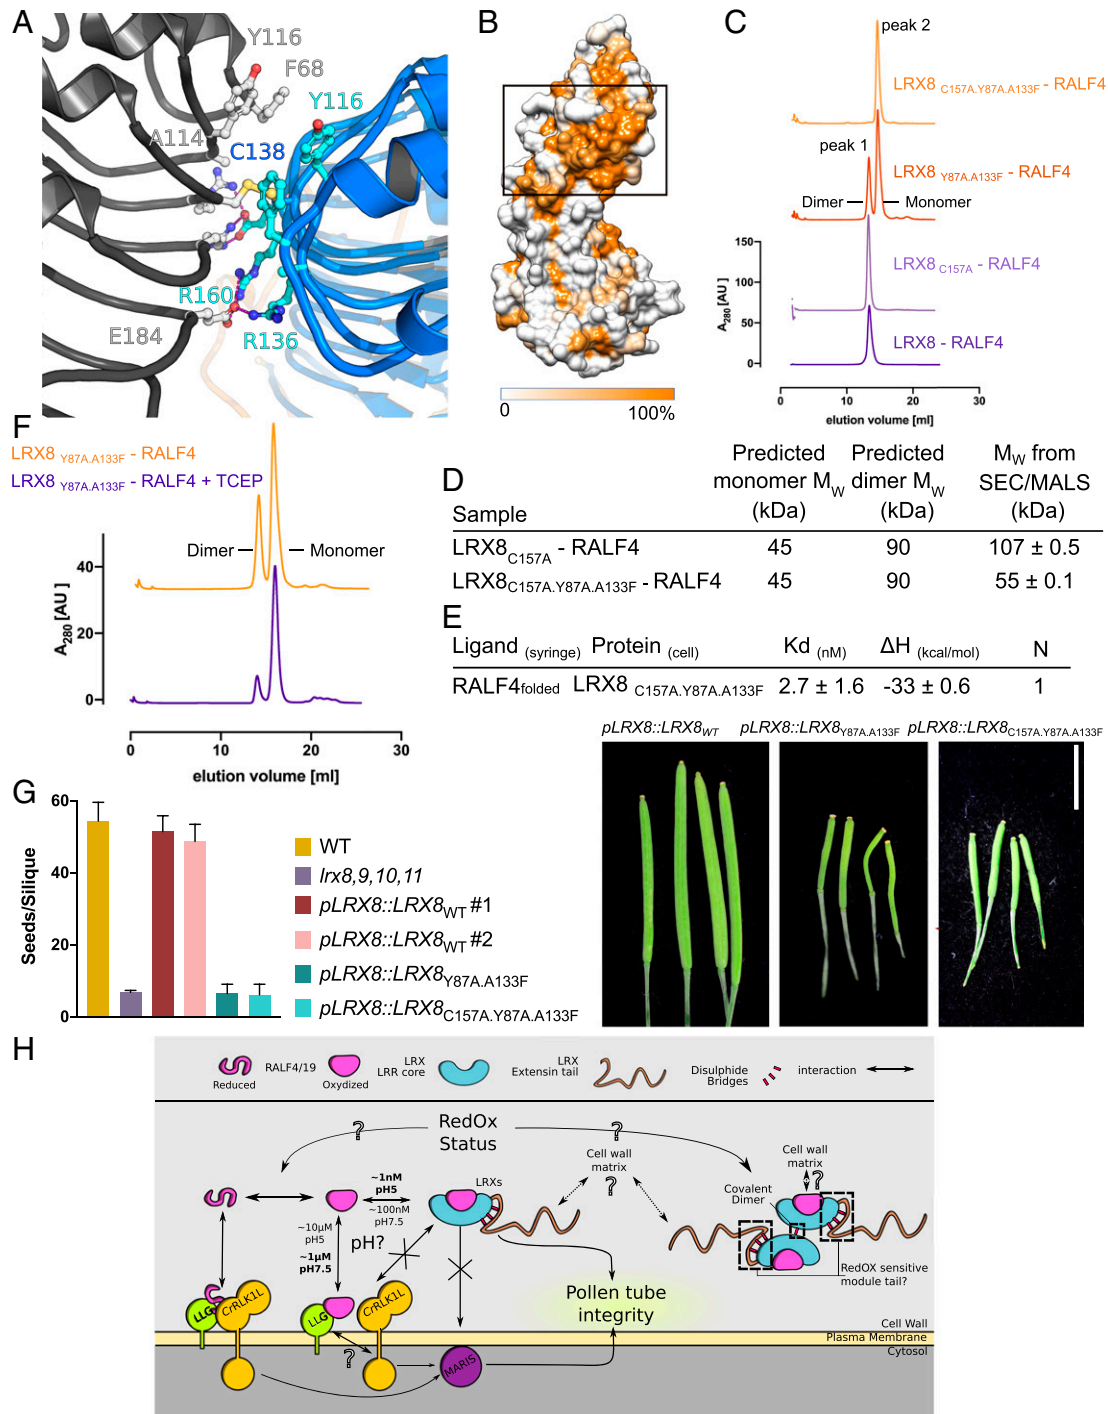 A
Y116
F68
Y116
A114
C138
R160
R136
E184
B
0 100%
C
peak 2
LRX8 C157A.Y87A.A133F - RALF4
peak 1
LRX8 Y87A.A133F - RALF4
Dimer Monomer
150
100
50
0
A280 [AU]
LRX8 C157A - RALF4
LRX8 - RALF4
0 10 20 30
elution volume [ml]
D
Sample
Predicted monomer MW (kDa)
Predicted dimer MW (kDa)
MW from SEC/MALS (kDa)
LRX8C157A - RALF4 45 90 107 ± 0.5
LRX8C157A.Y87A.A133F - RALF4 45 90 55 ± 0.1
E
Ligand (syringe) Protein (cell) Kd (nM) ΔH (kcal/mol) N
RALF4folded LRX8 C157A.Y87A.A133F 2.7 ± 1.6 -33 ± 0.6 1
F
LRX8 Y87A.A133F - RALF4
LRX8 Y87A.A133F - RALF4 + TCEP
Dimer Monomer
40
20
0
A280 [AU]
0 10 20 30
elution volume [ml]
pLRX8::LRX8WT pLRX8::LRX8Y87A.A133F pLRX8::LRX8C157A.Y87A.A133F
G
60
40
20
0
Seeds/Silique
WT
lrx8,9,10,11
pLRX8::LRX8WT #1
pLRX8::LRX8WT #2
pLRX8::LRX8Y87A.A133F
pLRX8::LRX8C157A.Y87A.A133F
H
Reduced
RALF4/19
Oxydized
LRX
LRR core
LRX
Extensin tail
Disulphide
Bridges
interaction
?
RedOx
Status
?
Cell wall
matrix
?
LRXs
~1nM
pH5
~100nM
pH7.5
~10µM
pH5
~1µM
pH7.5
pH?
Cell wall
matrix
?
Covalent
Dimer
RedOX sensitive
module tail?
Pollen tube
integrity
LLG
CrRLK1L
LLG
CrRLK1L
?
MARIS
Cell Wall
Plasma Membrane
Cytosol